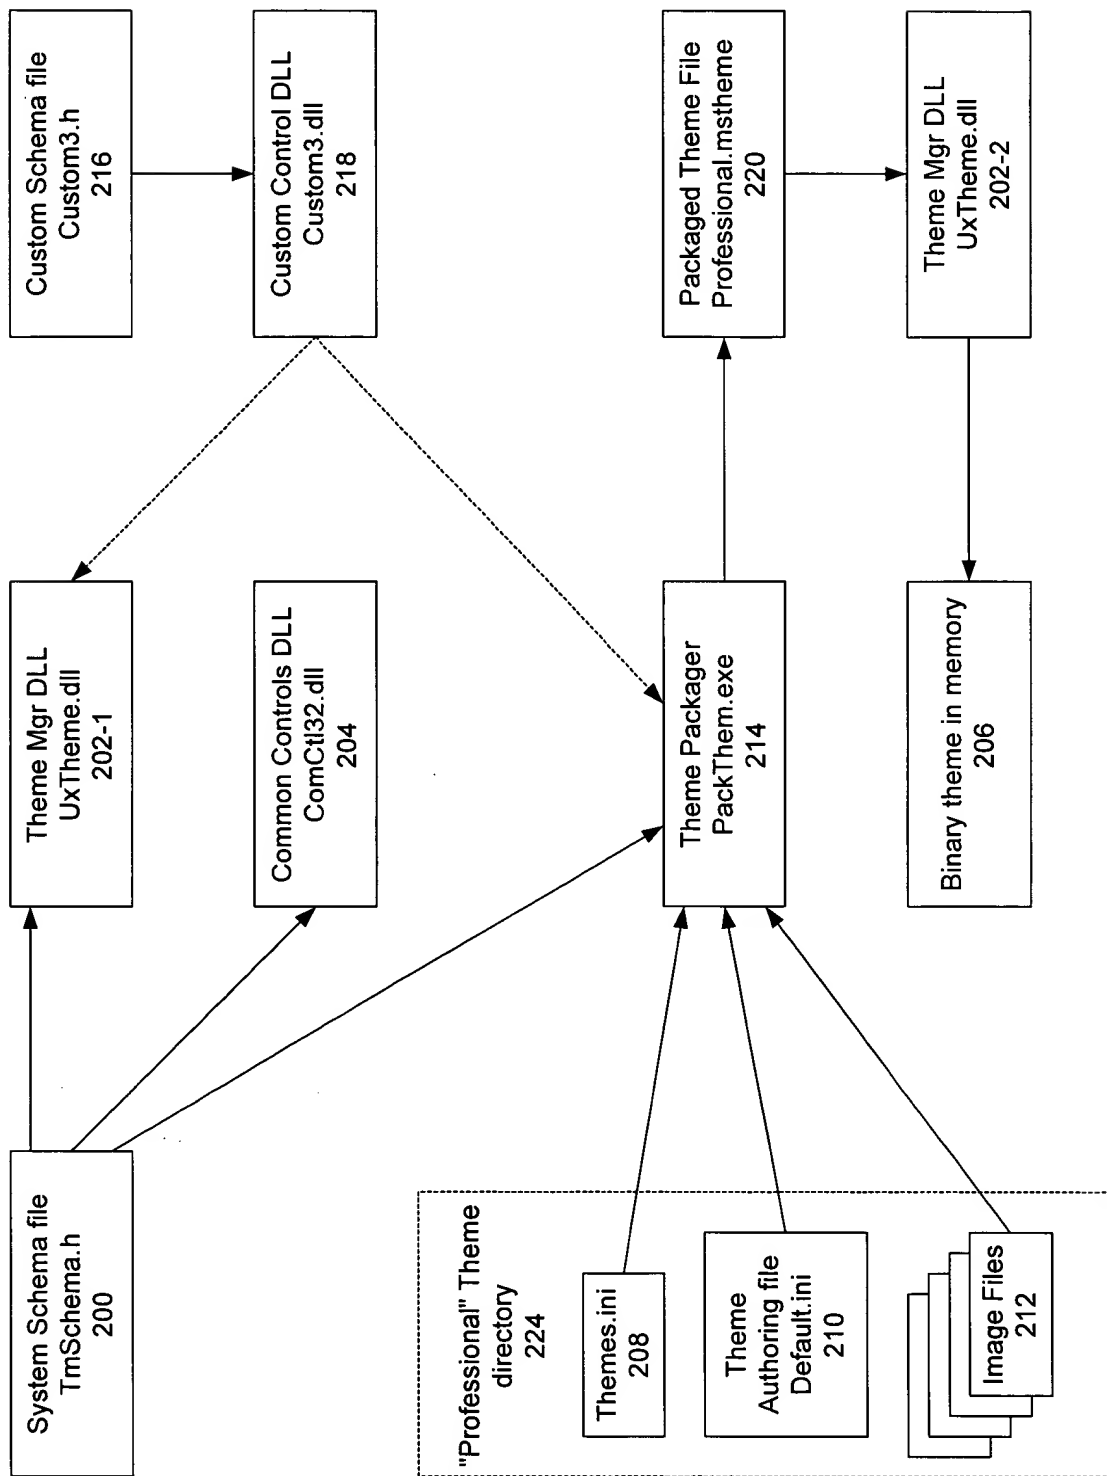 System Schema file
TmSchema.h
200
Theme Mgr DLL
UxTheme.dll
202-1
Custom Schema file
Custom3.h
216
Common Controls DLL
ComCtl32.dll
204
Custom Control DLL
Custom3.dll
218
"Professional" Theme
directory
224
Themes.ini
208
Theme
Authoring file
Default.ini
210
Image Files
212
Theme Packager
PackThem.exe
214
Packaged Theme File
Professional.mstheme
220
Binary theme in memory
206
Theme Mgr DLL
UxTheme.dll
202-2